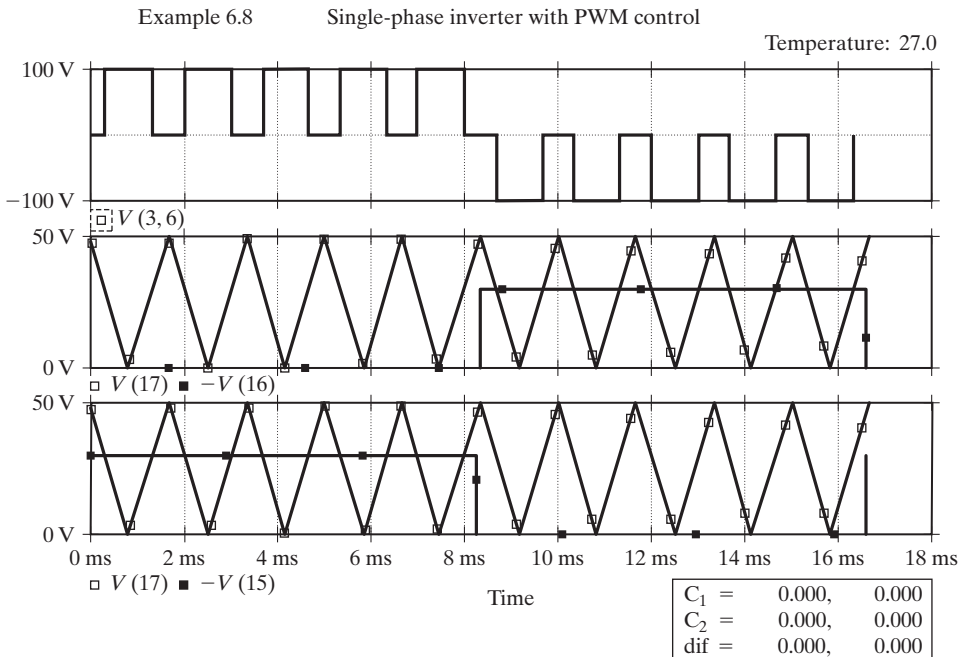 Example 6.8 Single-phase inverter with PWM control
Temperature: 27.0
100 V
−100 V
V (3, 6)
50 V
0 V
V (17) −V (16)
50 V
0 V
0 ms 2 ms 4 ms 6 ms 8 ms 10 ms 12 ms 14 ms 16 ms 18 ms
V (17) −V (15)
Time
C1 = 0.000, 0.000
C2 = 0.000, 0.000
dif = 0.000, 0.000